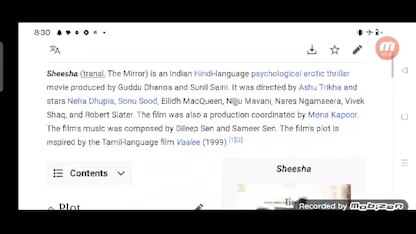 8:30
Sheesha (transl. The Mirror) is an Indian Hindi-language psychological erotic thriller
movie produced by Guddu Dhanoa and Sunil Saini. It was directed by Ashu Trikha and
stars Neha Dhupia, Sonu Sood, Eilidh MacQueen, Nijju Mavani, Nares Ngamseera, Vivek
Shaq, and Robert Slater. The film was also a production coordinated by Mona Kapoor.
The film's music was composed by Dileep Sen and Sameer Sen. The film's plot is
inspired by the Tamil-language film Vaalee (1999).[1][2]
Contents
Sheesha
Plot
Recorded by Mobizen